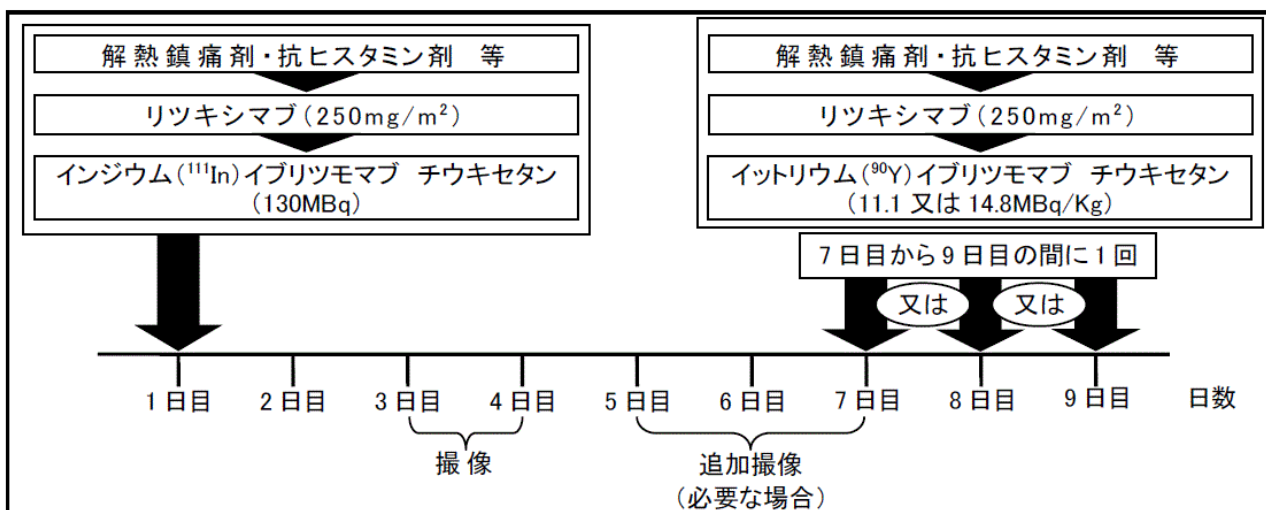 解熱鎮痛剤・抗ヒスタミン剤 等
リツキシマブ(250mg/m²)
インジウム(¹¹¹In)イブリツモマブ チウキセタン
(130MBq)
解熱鎮痛剤・抗ヒスタミン剤 等
リツキシマブ(250mg/m²)
イットリウム(⁹⁰Y)イブリツモマブ チウキセタン
(11.1 又は 14.8MBq/Kg)
7日目から9日目の間に1回
又は 又は
1日目 2日目 3日目 4日目 5日目 6日目 7日目 8日目 9日目 日数
撮像
追加撮像
(必要な場合)